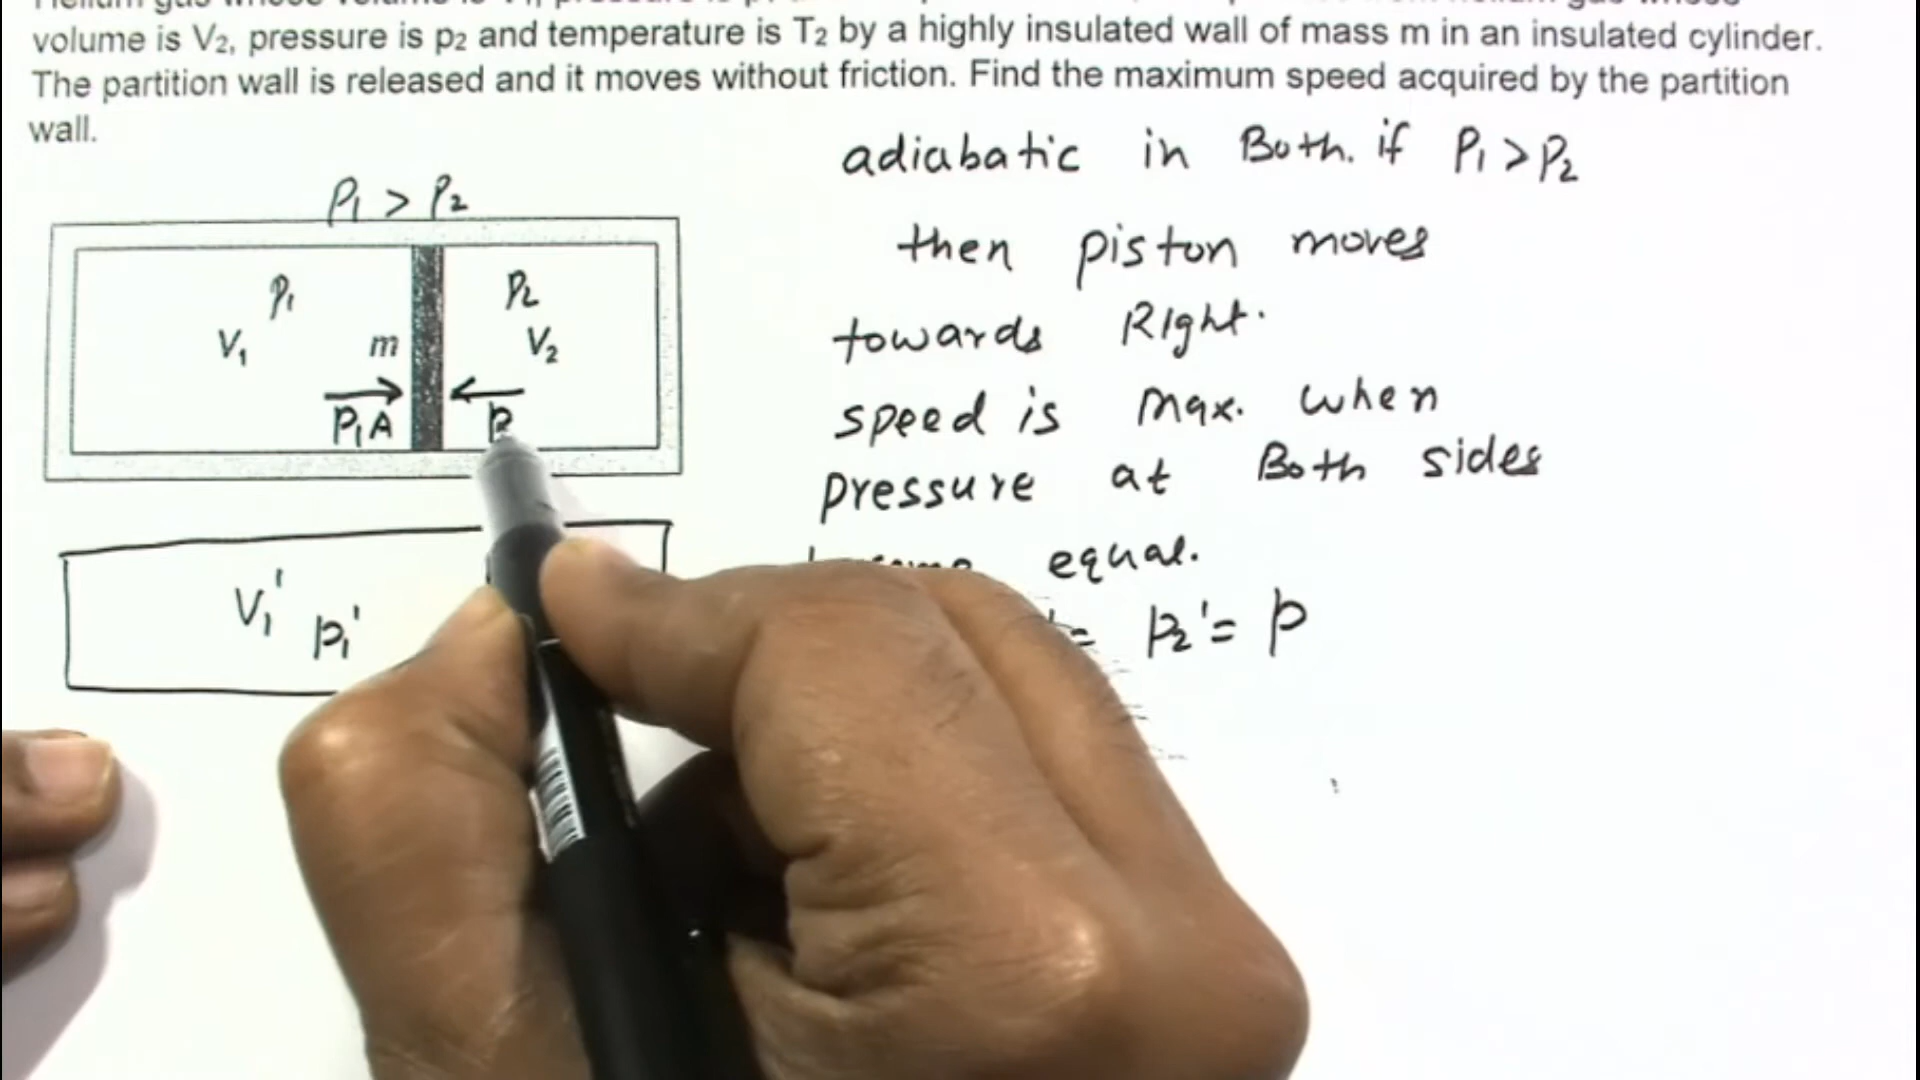 volume is V₂, pressure is p₂ and temperature is T₂ by a highly insulated wall of mass m in an insulated cylinder.
The partition wall is released and it moves without friction. Find the maximum speed acquired by the partition
wall.
P₁ > P₂
P₁
V₁
m
P₂
V₂
P₁A
P
V₁' P₁'
adiabatic in Both. if P₁ > P₂
then piston moves
towards Right.
speed is max. when
pressure at Both sides
equal.
= P₂' = P